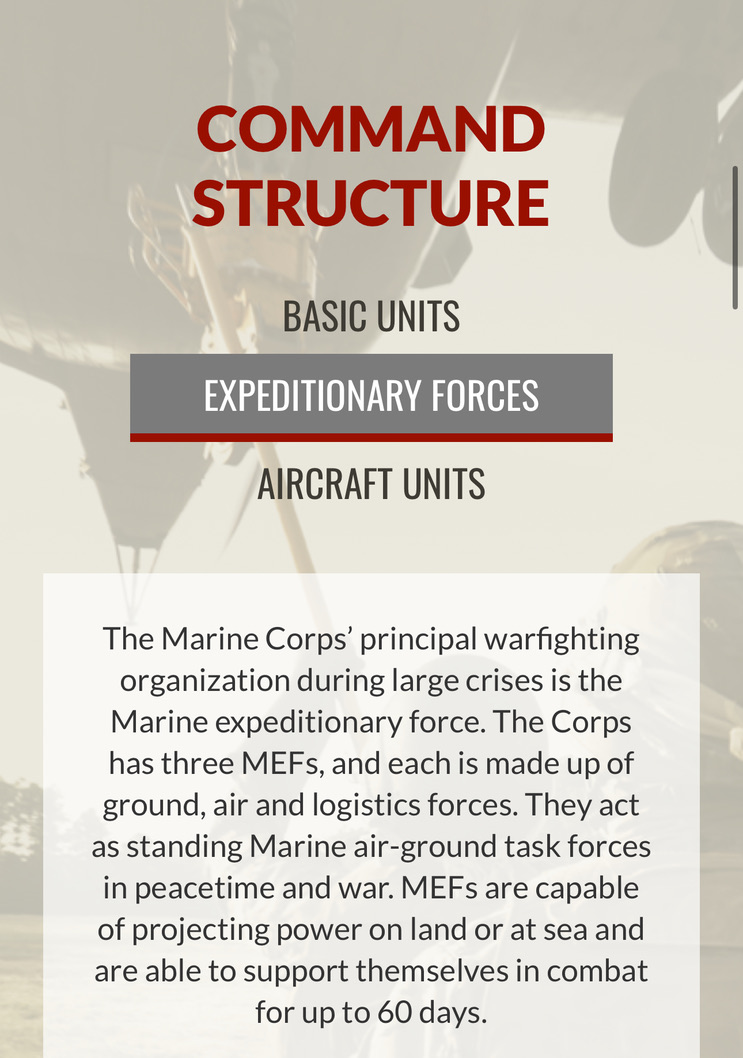 COMMAND
STRUCTURE
BASIC UNITS
EXPEDITIONARY FORCES
AIRCRAFT UNITS
The Marine Corps’ principal warfighting
organization during large crises is the
Marine expeditionary force. The Corps
has three MEFs, and each is made up of
ground, air and logistics forces. They act
as standing Marine air-ground task forces
in peacetime and war. MEFs are capable
of projecting power on land or at sea and
are able to support themselves in combat
for up to 60 days.